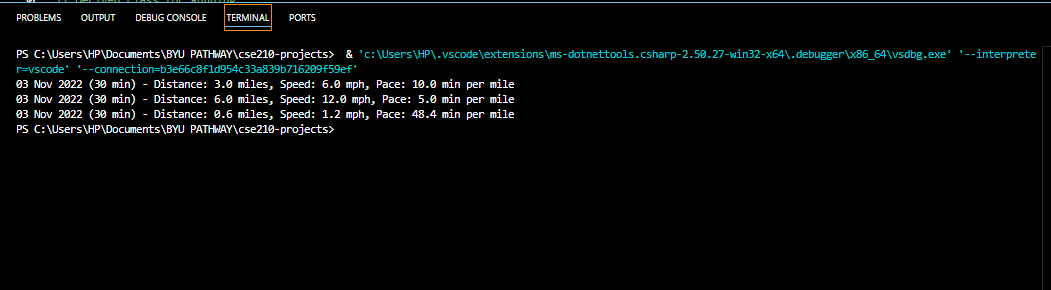 PROBLEMS OUTPUT DEBUG CONSOLE TERMINAL PORTS
PS C:\Users\HP\Documents\BYU PATHWAY\cse210-projects> & 'c:\Users\HP\.vscode\extensions\ms-dotnettools.csharp-2.50.27-win32-x64\.debugger\x86_64\vsdbg.exe' '--interprete
r=vscode' '--connection=b3e66c8f1d954c33a839b716209f59ef'
03 Nov 2022 (30 min) - Distance: 3.0 miles, Speed: 6.0 mph, Pace: 10.0 min per mile
03 Nov 2022 (30 min) - Distance: 6.0 miles, Speed: 12.0 mph, Pace: 5.0 min per mile
03 Nov 2022 (30 min) - Distance: 0.6 miles, Speed: 1.2 mph, Pace: 48.4 min per mile
PS C:\Users\HP\Documents\BYU PATHWAY\cse210-projects>